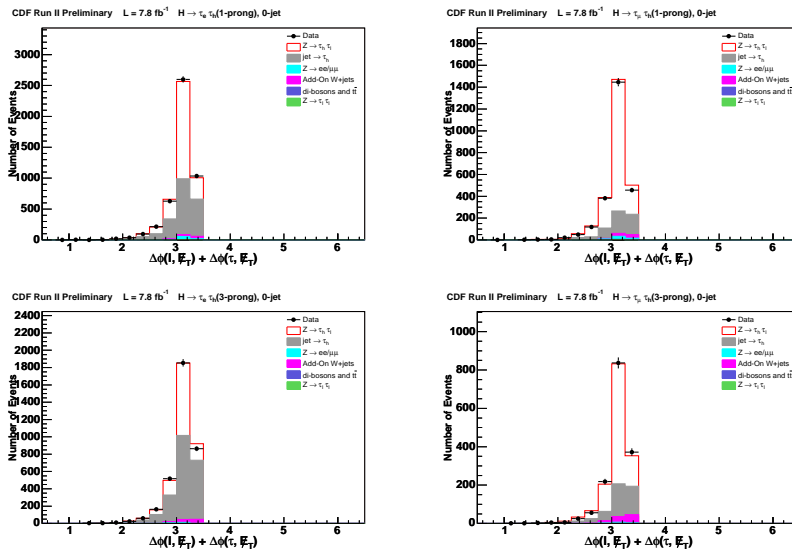 CDF Run II Preliminary L = 7.8 fb⁻¹ H → τₑ τₕ(1-prong), 0-jet
Number of Events
3000
2500
2000
1500
1000
500
0
Data
Z → τₕ τₗ
jet → τₕ
Z → ee/μμ
Add-On W+jets
di-bosons and tt̄
Z → τₗ τₗ
1 2 3 4 5 6
Δϕ(l, E̸_T) + Δϕ(τ, E̸_T)
CDF Run II Preliminary L = 7.8 fb⁻¹ H → τ_μ τₕ(1-prong), 0-jet
Number of Events
1800
1600
1400
1200
1000
800
600
400
200
0
Data
Z → τₕ τₗ
jet → τₕ
Z → ee/μμ
Add-On W+jets
di-bosons and tt̄
Z → τₗ τₗ
1 2 3 4 5 6
Δϕ(l, E̸_T) + Δϕ(τ, E̸_T)
CDF Run II Preliminary L = 7.8 fb⁻¹ H → τₑ τₕ(3-prong), 0-jet
Number of Events
2400
2200
2000
1800
1600
1400
1200
1000
800
600
400
200
0
Data
Z → τₕ τₗ
jet → τₕ
Z → ee/μμ
Add-On W+jets
di-bosons and tt̄
Z → τₗ τₗ
1 2 3 4 5 6
Δϕ(l, E̸_T) + Δϕ(τ, E̸_T)
CDF Run II Preliminary L = 7.8 fb⁻¹ H → τ_μ τₕ(3-prong), 0-jet
Number of Events
1000
800
600
400
200
0
Data
Z → τₕ τₗ
jet → τₕ
Z → ee/μμ
Add-On W+jets
di-bosons and tt̄
Z → τₗ τₗ
1 2 3 4 5 6
Δϕ(l, E̸_T) + Δϕ(τ, E̸_T)